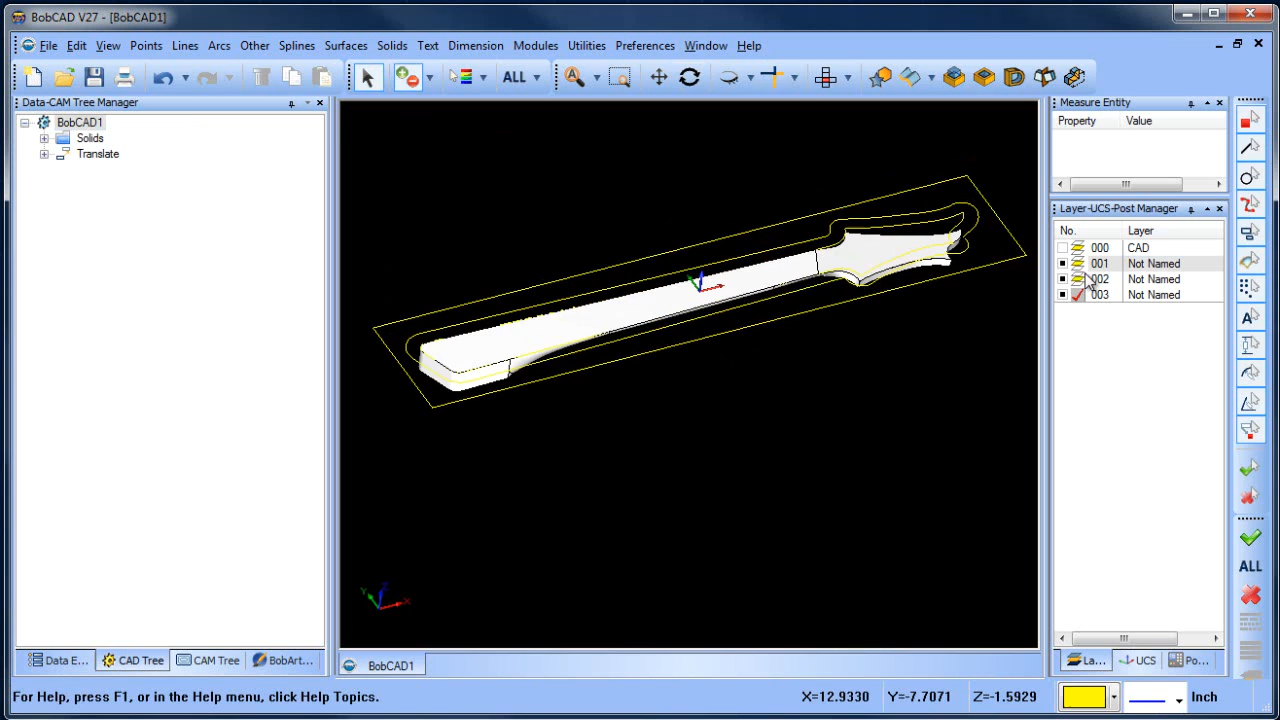 BobCAD V27 - [BobCAD1]
File Edit View Points Lines Arcs Other Splines Surfaces Solids Text Dimension Modules Utilities Preferences Window Help
ALL
Data-CAM Tree Manager
BobCAD1
Solids
Translate
Measure Entity
Property Value
Layer-UCS-Post Manager
No. Layer
000 CAD
001 Not Named
002 Not Named
003 Not Named
A
ALL
Z
Y
X
Data E... CAD Tree CAM Tree BobArt...
BobCAD1
La... UCS Po...
For Help, press F1, or in the Help menu, click Help Topics.
X=12.9330 Y=-7.7071 Z=-1.5929 Inch